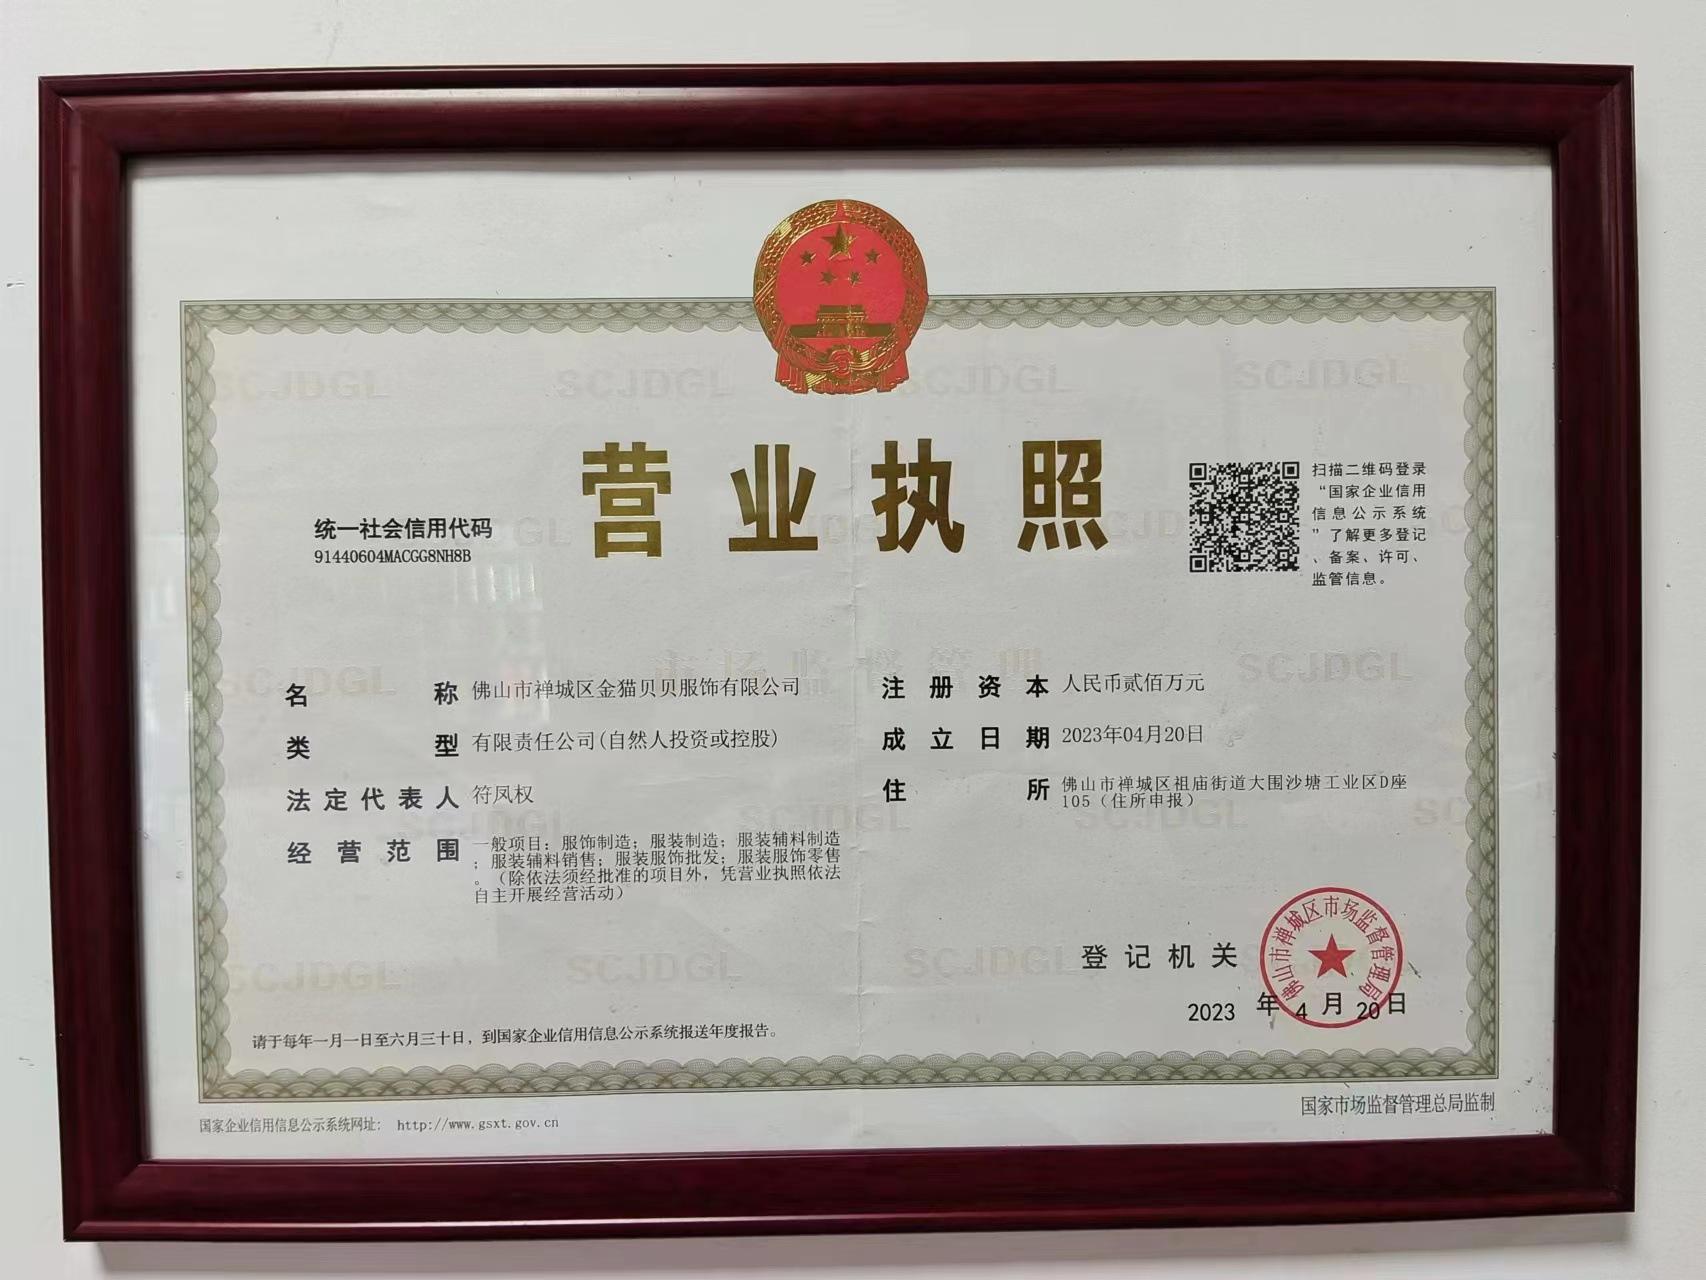 营业执照
统一社会信用代码
91440604MACGG8NH8B
扫描二维码登录
“国家企业信用
信息公示系统
”了解更多登记
、备案、许可、
监管信息。
名称 佛山市禅城区金猫贝贝服饰有限公司
类型 有限责任公司(自然人投资或控股)
法定代表人 符凤权
经营范围 一般项目：服饰制造；服装制造；服装辅料制造
；服装辅料销售；服装服饰批发；服装服饰零售
。（除依法须经批准的项目外，凭营业执照依法
自主开展经营活动）
注册资本 人民币贰佰万元
成立日期 2023年04月20日
住所 佛山市禅城区祖庙街道大围沙塘工业区D座
105（住所申报）
登记机关
佛山市禅城区市场监督管理局
2023 年 4 月 20 日
请于每年一月一日至六月三十日，到国家企业信用信息公示系统报送年度报告。
国家企业信用信息公示系统网址： http://www.gsxt.gov.cn
国家市场监督管理总局监制
市场监督管理
SCJDGL